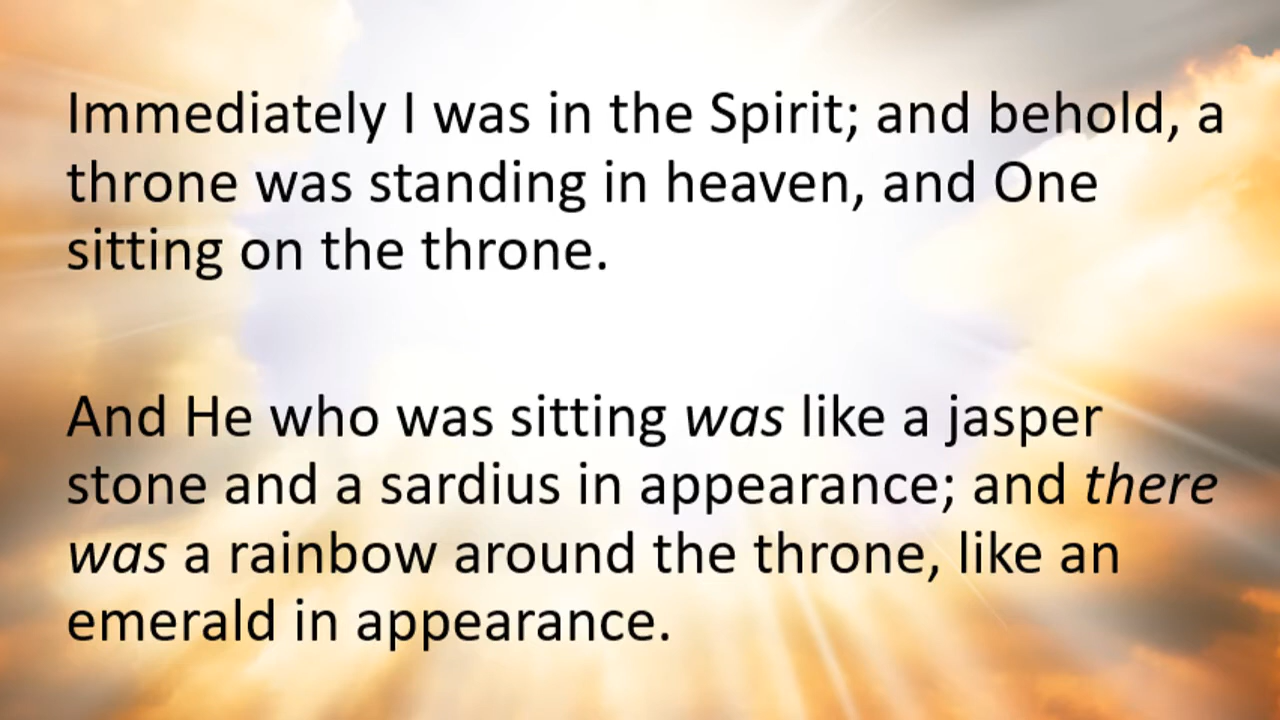 Immediately I was in the Spirit; and behold, a
throne was standing in heaven, and One
sitting on the throne.
And He who was sitting was like a jasper
stone and a sardius in appearance; and there
was a rainbow around the throne, like an
emerald in appearance.